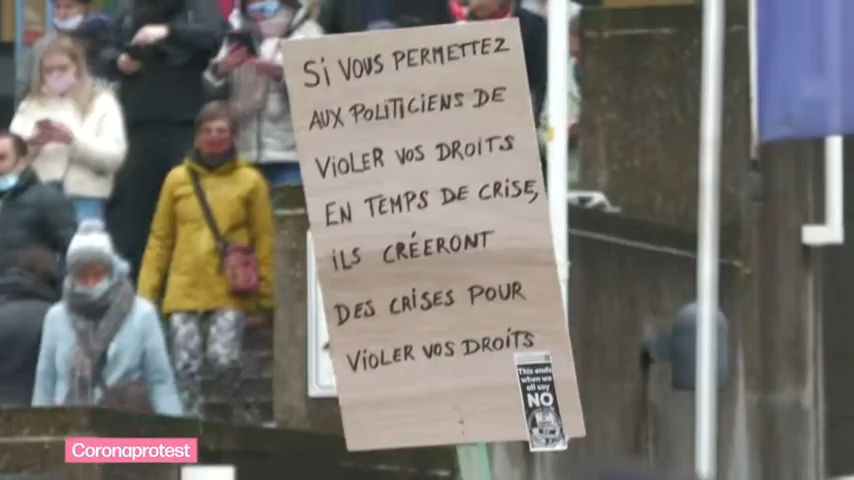 Si VOUS PERMETTEZ
AUX POLITICIENS DE
VIOLER VOS DROITS
EN TEMPS DE CRISE,
ILS CRÉERONT
DES CRISES POUR
VIOLER VOS DROITS
This ends
when we
all say
NO
Coronaprotest